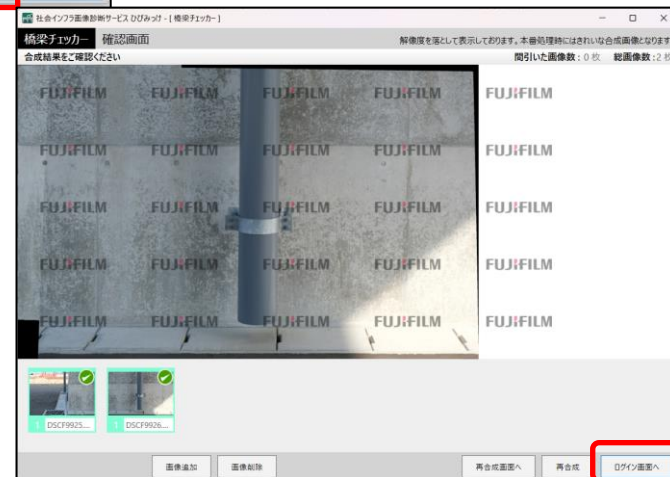 社会インフラ画像診断サービス ひびみっけ - [ 橋梁チェッカー ]
橋梁チェッカー 確認画面
解像度を落として表示しております。本番処理時にはきれいな合成画像となります
合成結果をご確認ください
間引いた画像数：0 枚 総画像数：2 枚
FUJIFILM FUJIFILM FUJIFILM FUJIFILM FUJIFILM
FUJIFILM FUJIFILM FUJIFILM FUJIFILM FUJIFILM
FUJIFILM FUJIFILM FUJIFILM FUJIFILM FUJIFILM
FUJIFILM FUJIFILM FUJIFILM FUJIFILM FUJIFILM
FUJIFILM FUJIFILM FUJIFILM FUJIFILM FUJIFILM
1 DSCF9925... 1 DSCF9926...
画像追加 画像削除 再合成画面へ 再合成 ログイン画面へ